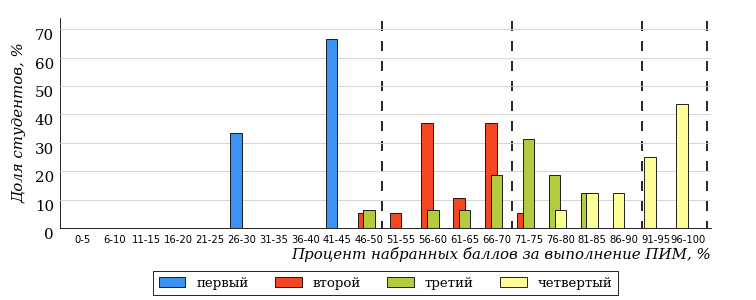 Доля студентов, %
70
60
50
40
30
20
10
0
0-5 6-10 11-15 16-20 21-25 26-30 31-35 36-40 41-45 46-50 51-55 56-60 61-65 66-70 71-75 76-80 81-85 86-90 91-95 96-100
Процент набранных баллов за выполнение ПИМ, %
первый второй третий четвертый